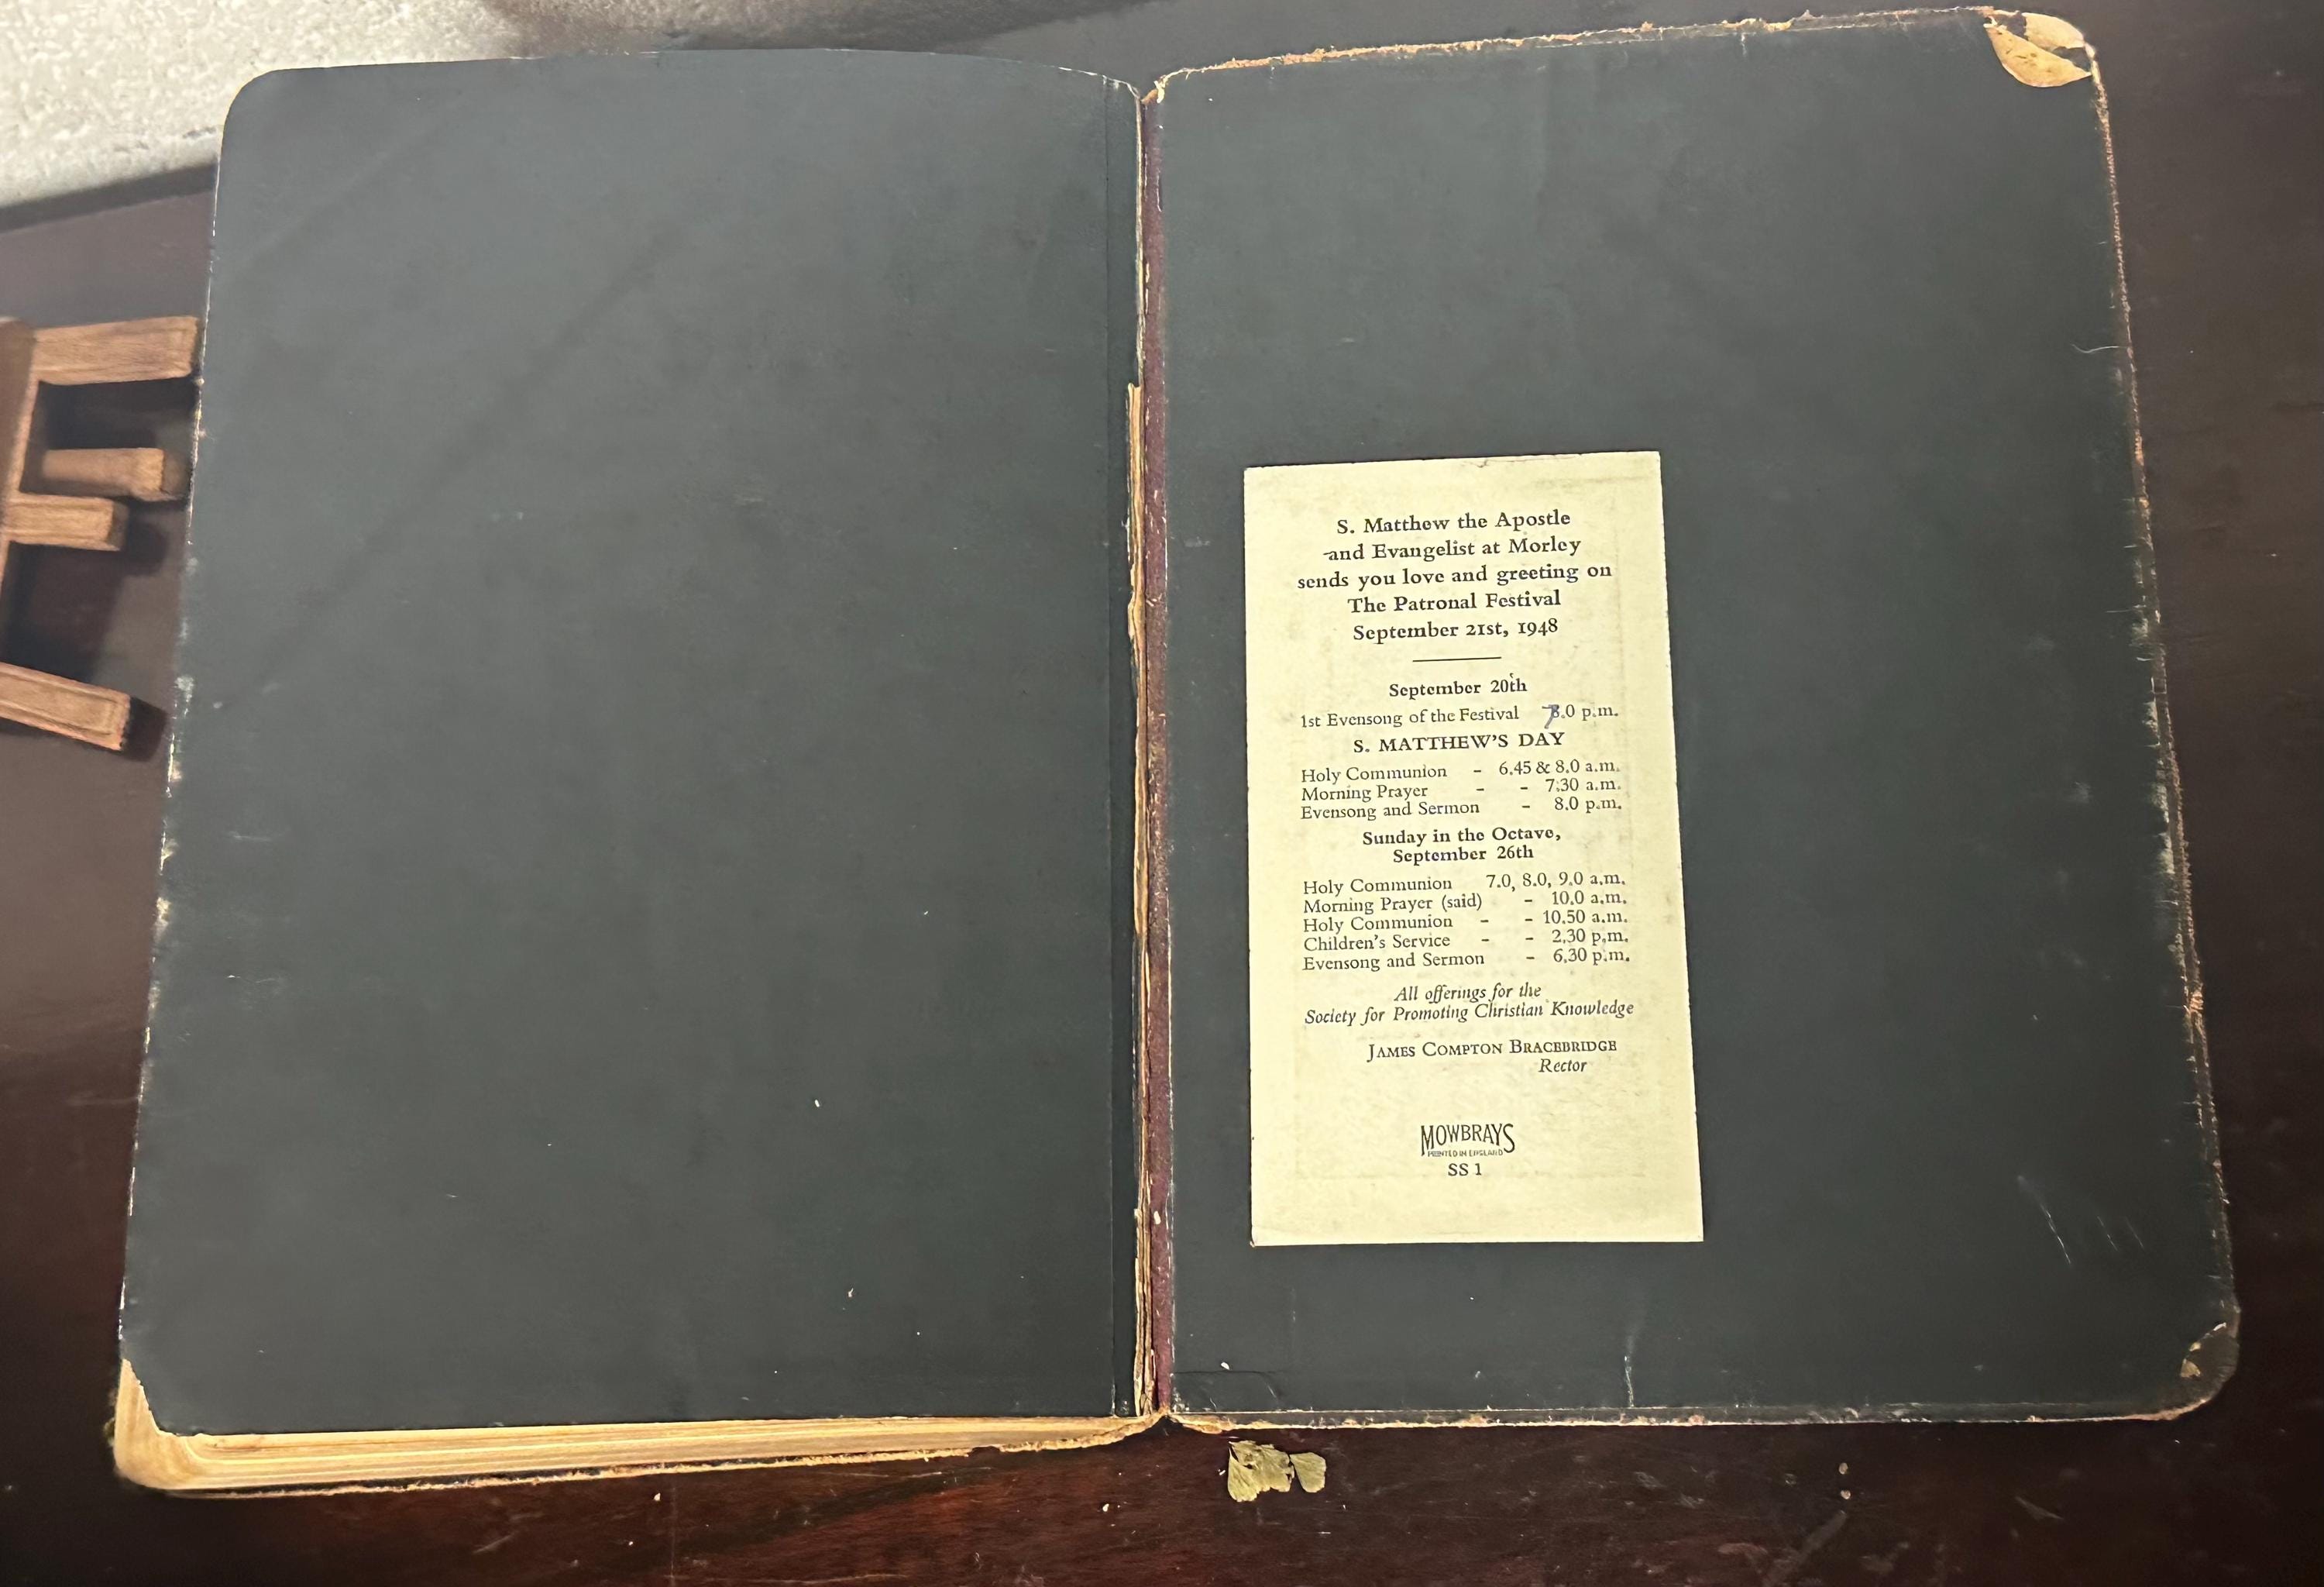 S. Matthew the Apostle
and Evangelist at Morley
sends you love and greeting on
The Patronal Festival
September 21st, 1948
September 20th
1st Evensong of the Festival 7.0 p.m.
S. MATTHEW'S DAY
Holy Communion - 6.45 & 8.0 a.m.
Morning Prayer - - 7.30 a.m.
Evensong and Sermon - 8.0 p.m.
Sunday in the Octave,
September 26th
Holy Communion 7.0, 8.0, 9.0 a.m.
Morning Prayer (said) - 10.0 a.m.
Holy Communion - - 10.50 a.m.
Children's Service - - 2.30 p.m.
Evensong and Sermon - 6.30 p.m.
All offerings for the
Society for Promoting Christian Knowledge
JAMES COMPTON BRACEBRIDGE
Rector
MOWBRAYS
PRINTED IN ENGLAND
SS 1